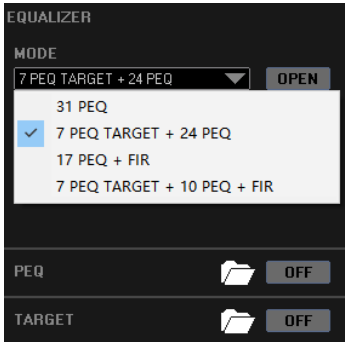 EQUALIZER
MODE
7 PEQ TARGET + 24 PEQ OPEN
31 PEQ
7 PEQ TARGET + 24 PEQ
17 PEQ + FIR
7 PEQ TARGET + 10 PEQ + FIR
PEQ OFF
TARGET OFF